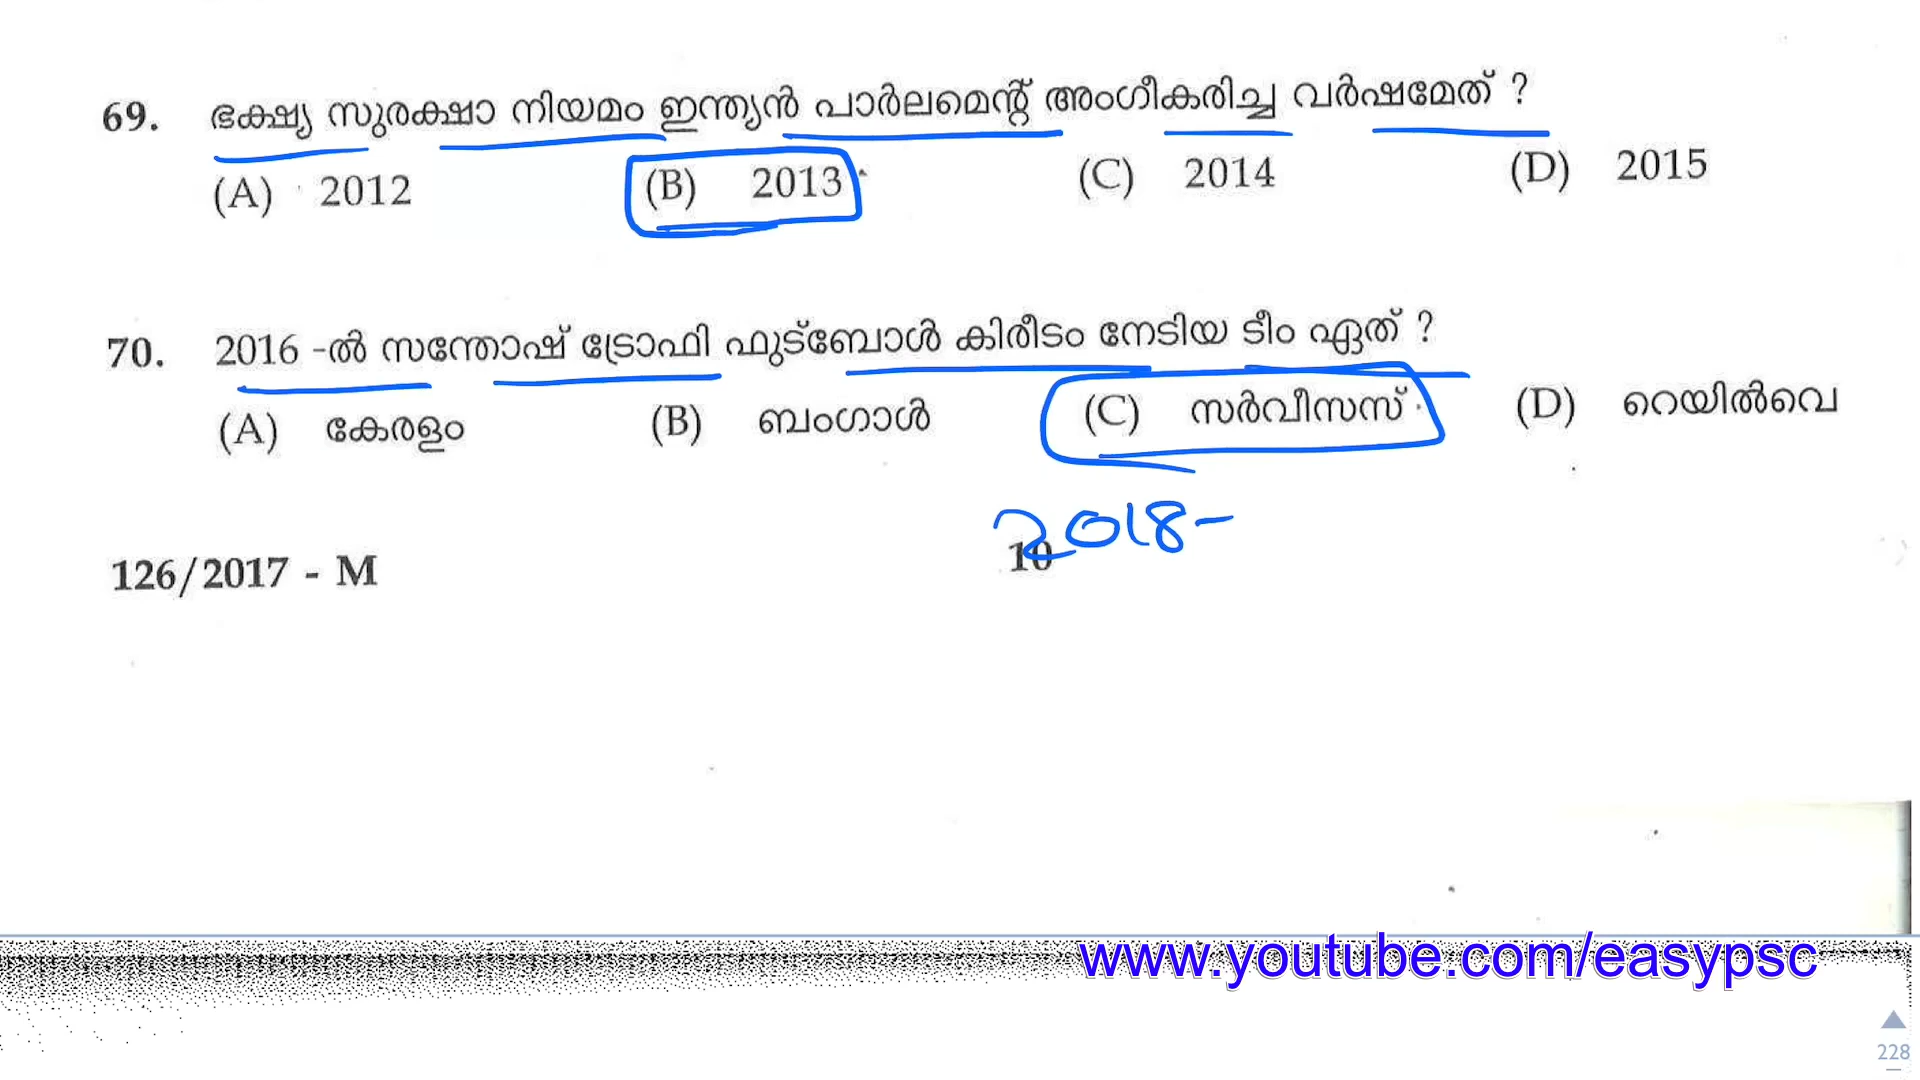 69. ഭക്ഷ്യ സുരക്ഷാ നിയമം ഇന്ത്യൻ പാർലമെന്റ് അംഗീകരിച്ച വർഷമേത് ?
(A) 2012 (B) 2013 (C) 2014 (D) 2015
70. 2016 -ൽ സന്തോഷ് ട്രോഫി ഫുട്ബോൾ കിരീടം നേടിയ ടീം ഏത് ?
(A) കേരളം (B) ബംഗാൾ (C) സർവീസസ് (D) റെയിൽവെ
2018-
126/2017 - M 10
www.youtube.com/easypsc
228